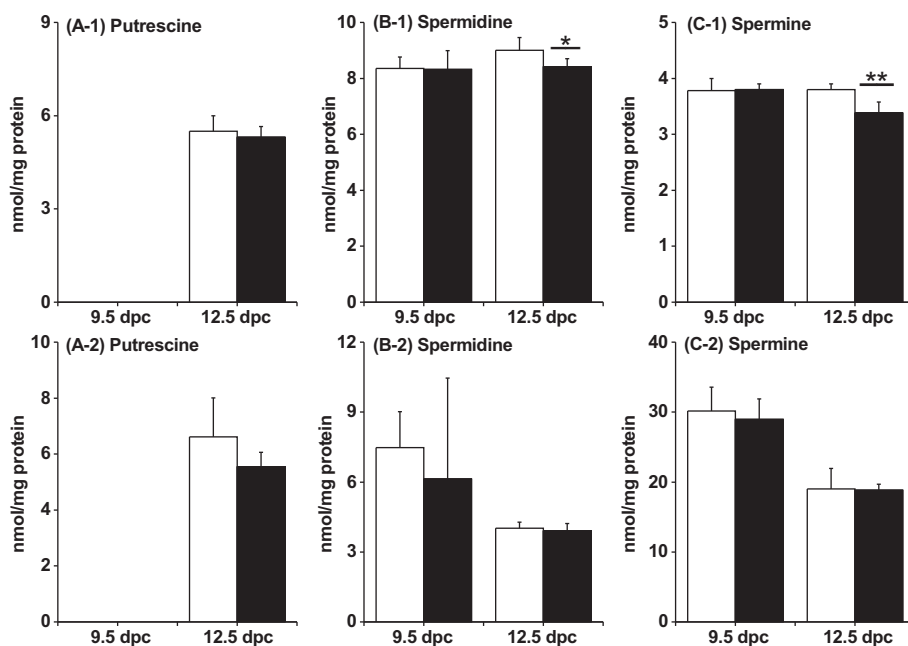 (A-1) Putrescine
nmol/mg protein
9
6
3
0
9.5 dpc
12.5 dpc
(B-1) Spermidine
nmol/mg protein
10
8
6
4
2
0
*
9.5 dpc
12.5 dpc
(C-1) Spermine
nmol/mg protein
5
4
3
2
1
0
**
9.5 dpc
12.5 dpc
(A-2) Putrescine
nmol/mg protein
10
8
6
4
2
0
9.5 dpc
12.5 dpc
(B-2) Spermidine
nmol/mg protein
12
9
6
3
0
9.5 dpc
12.5 dpc
(C-2) Spermine
nmol/mg protein
40
30
20
10
0
9.5 dpc
12.5 dpc